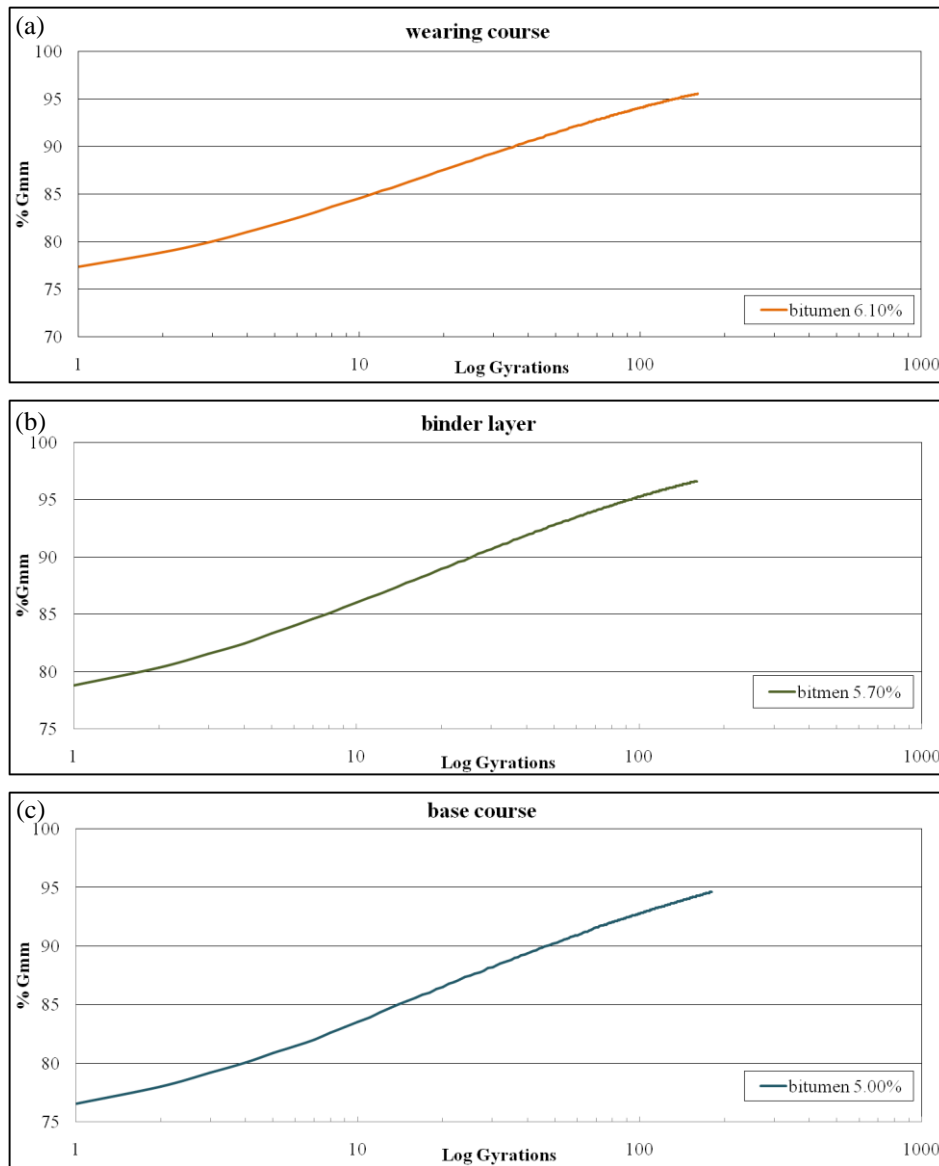 (a)
wearing course
100
95
90
85
80
75
70
% Gmm
1
10
100
1000
Log Gyrations
bitumen 6.10%
(b)
binder layer
100
95
90
85
80
75
%Gmm
1
10
100
1000
Log Gyrations
bitmen 5.70%
(c)
base course
100
95
90
85
80
75
% Gmm
1
10
100
1000
Log Gyrations
bitumen 5.00%